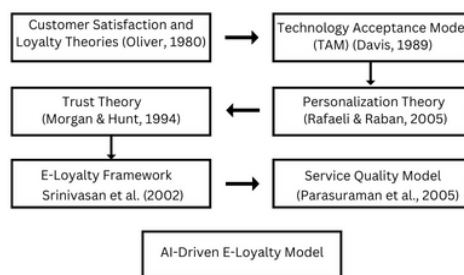 Customer Satisfaction and
Loyalty Theories (Oliver, 1980)
Technology Acceptance Mode
(TAM) (Davis, 1989)
Trust Theory
(Morgan & Hunt, 1994)
Personalization Theory
(Rafaeli & Raban, 2005)
E-Loyalty Framework
Srinivasan et al. (2002)
Service Quality Model
(Parasuraman et al., 2005)
AI-Driven E-Loyalty Model